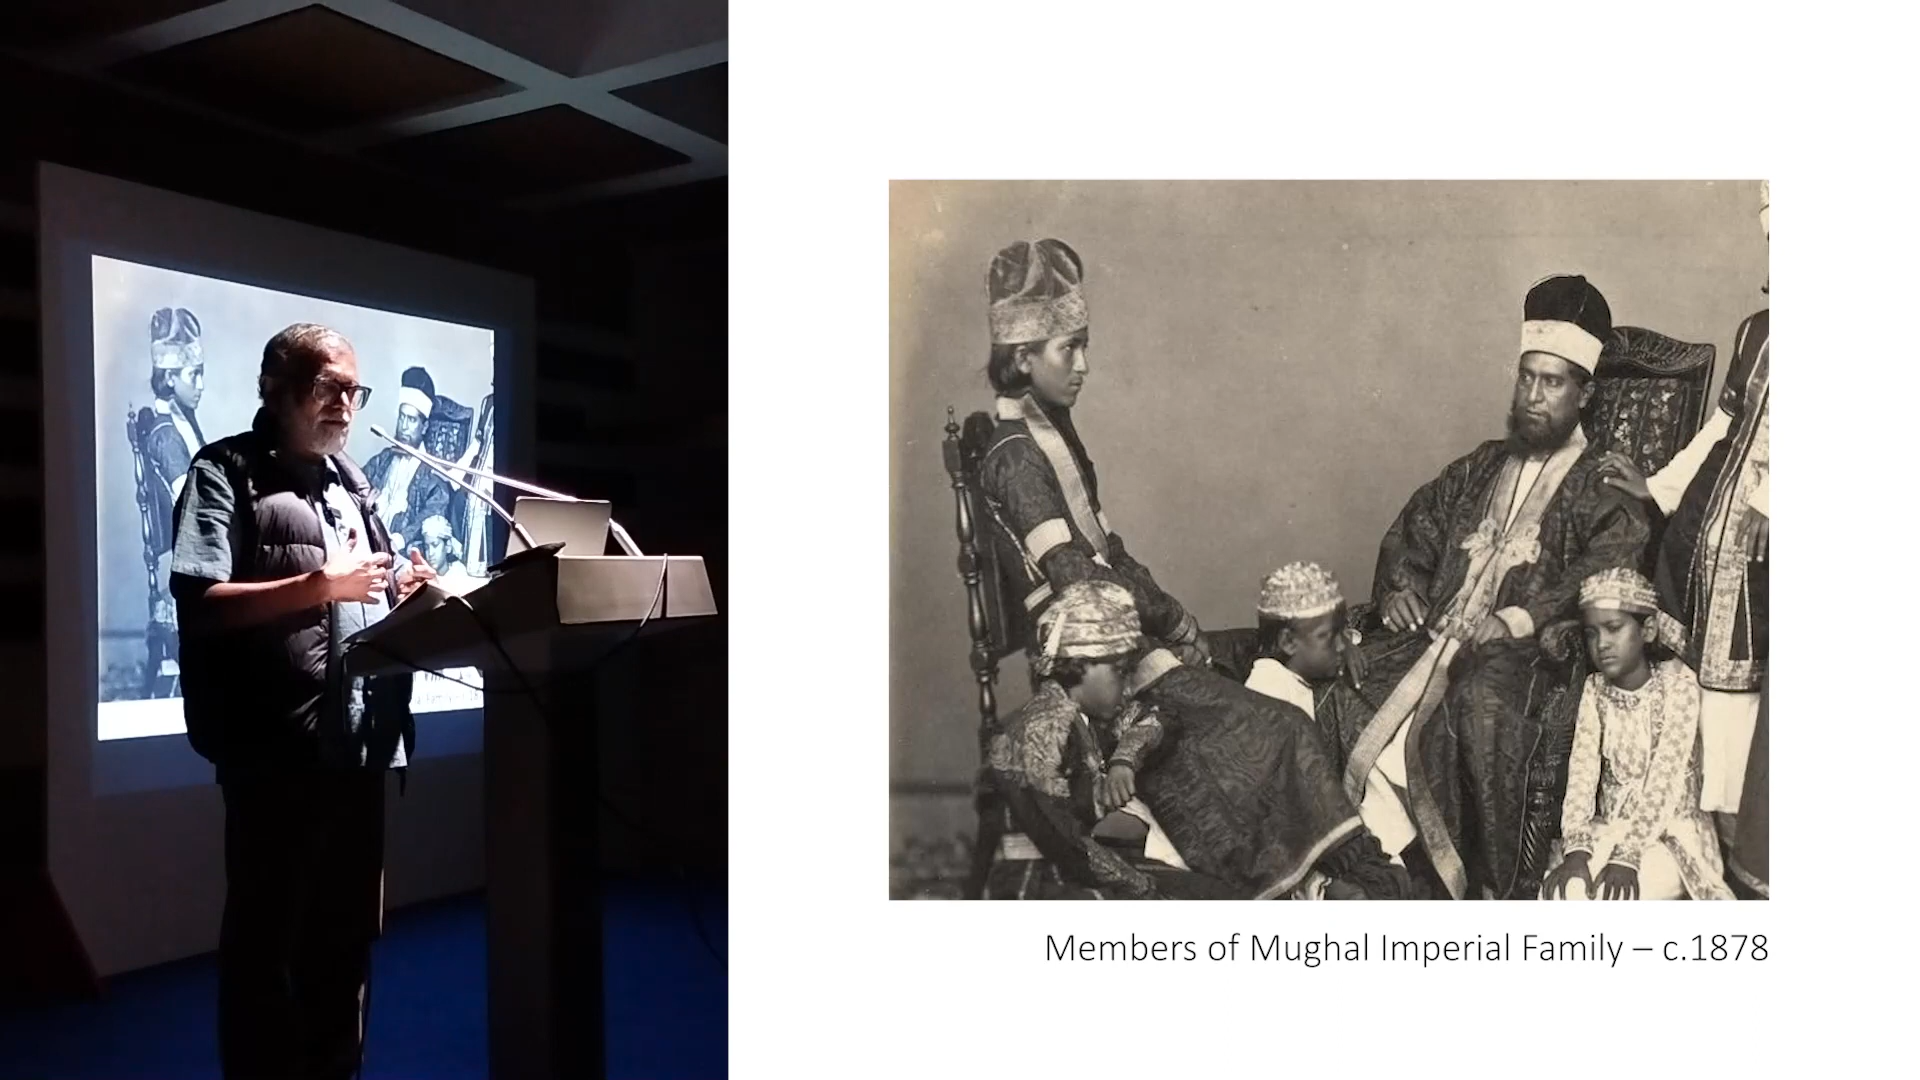 Members of Mughal Imperial Family – c.1878